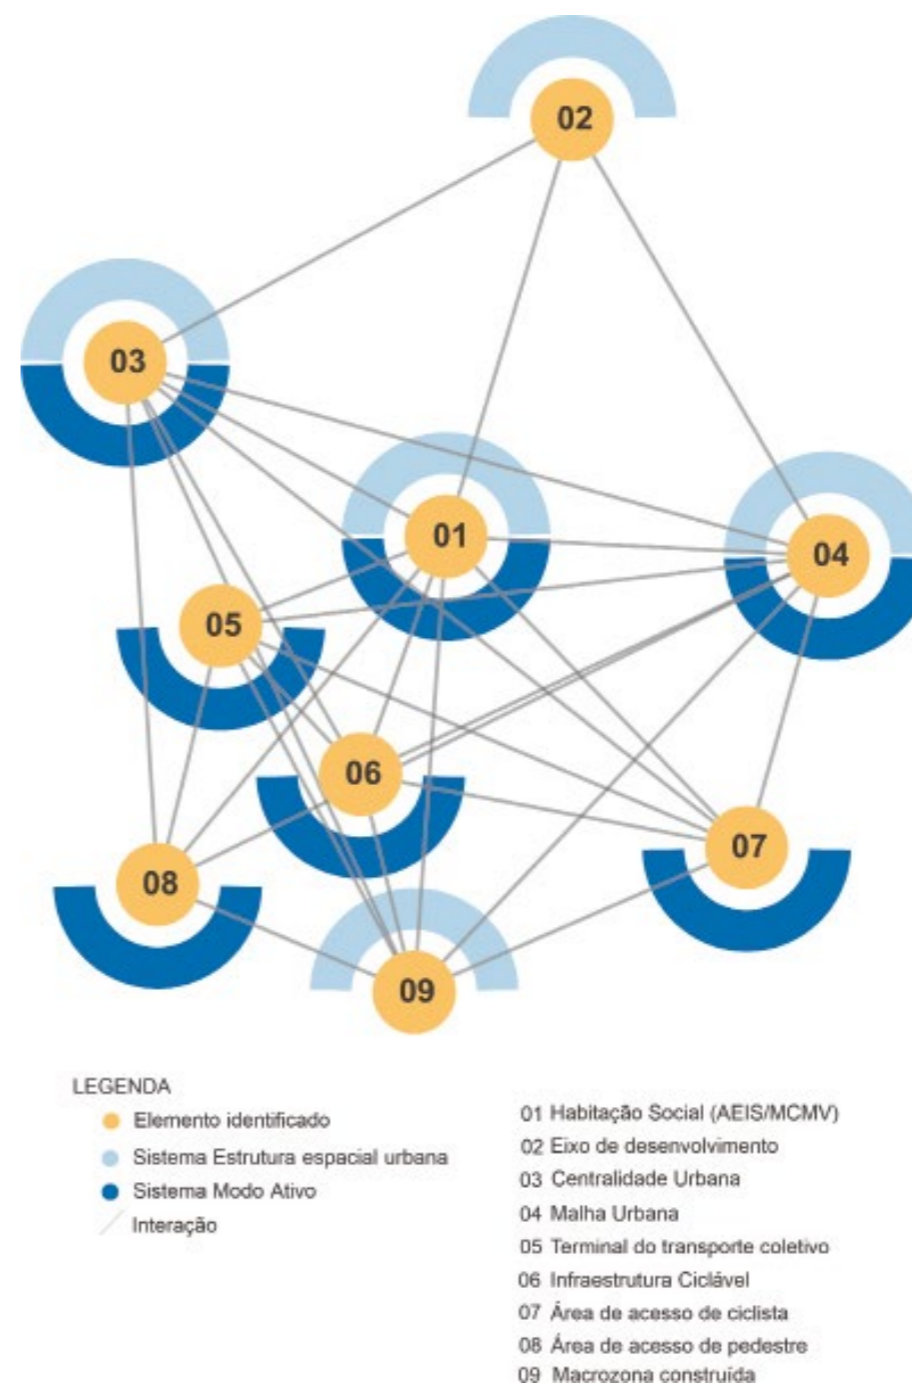 02
03
01
04
05
06
07
08
09
LEGENDA
Elemento identificado
Sistema Estrutura espacial urbana
Sistema Modo Ativo
Interação
01 Habitação Social (AEIS/MCMV)
02 Eixo de desenvolvimento
03 Centralidade Urbana
04 Malha Urbana
05 Terminal do transporte coletivo
06 Infraestrutura Ciclável
07 Área de acesso de ciclista
08 Área de acesso de pedestre
09 Macrozona construída